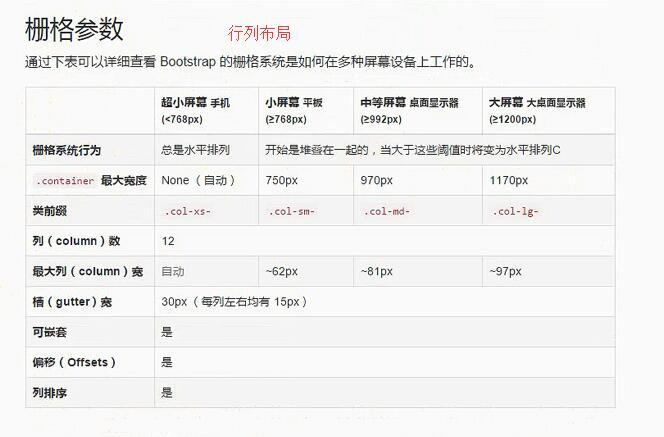 栅格参数 行列布局
通过下表可以详细查看 Bootstrap 的栅格系统是如何在多种屏幕设备上工作的。
超小屏幕 手机 (<768px) 小屏幕 平板 (≥768px) 中等屏幕 桌面显示器 (≥992px) 大屏幕 大桌面显示器 (≥1200px)
栅格系统行为 总是水平排列 开始是堆叠在一起的，当大于这些阈值时将变为水平排列C
.container 最大宽度 None （自动） 750px 970px 1170px
类前缀 .col-xs- .col-sm- .col-md- .col-lg-
列（column）数 12
最大列（column）宽 自动 ~62px ~81px ~97px
槽（gutter）宽 30px （每列左右均有 15px）
可嵌套 是
偏移（Offsets） 是
列排序 是